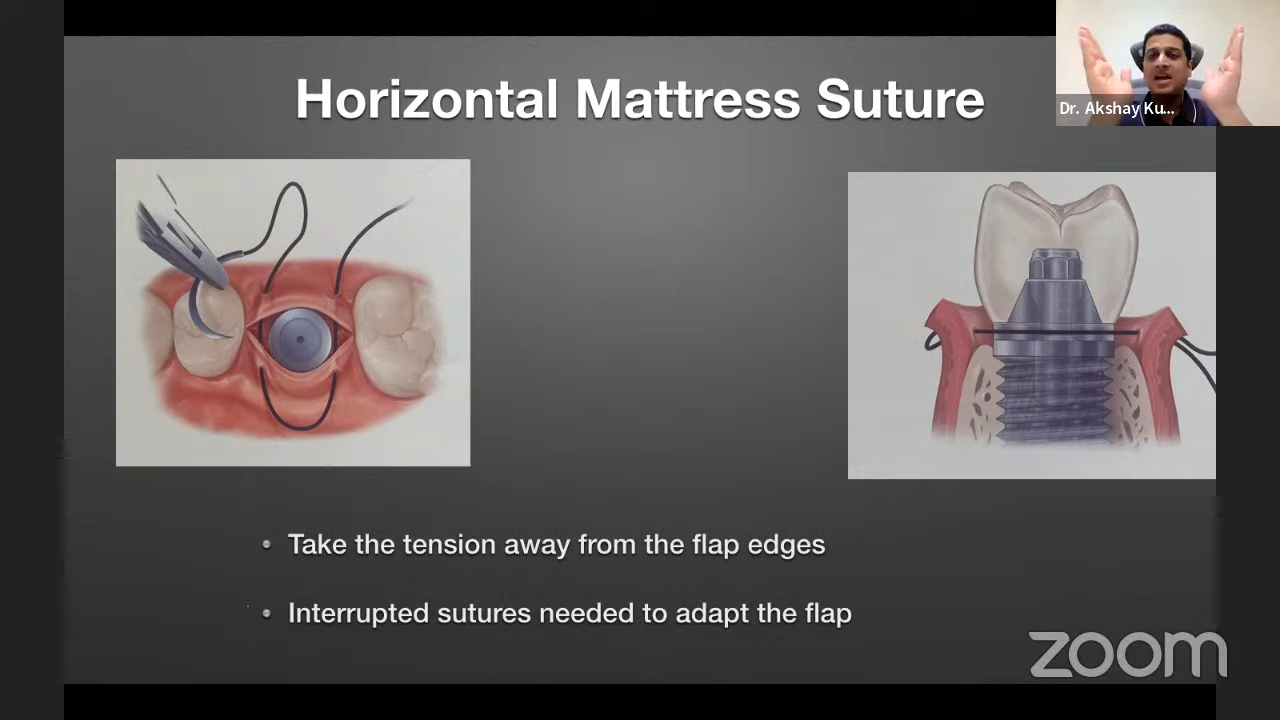 Horizontal Mattress Suture
Dr. Akshay Ku...
• Take the tension away from the flap edges
• Interrupted sutures needed to adapt the flap
zoom